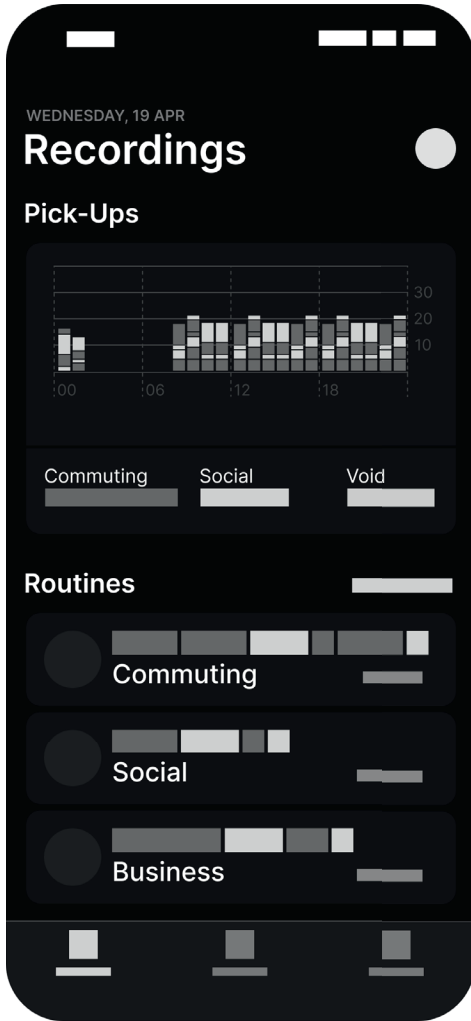 WEDNESDAY, 19 APR
Recordings
Pick-Ups
30
20
10
00 06 12 18
Commuting Social Void
Routines
Commuting
Social
Business